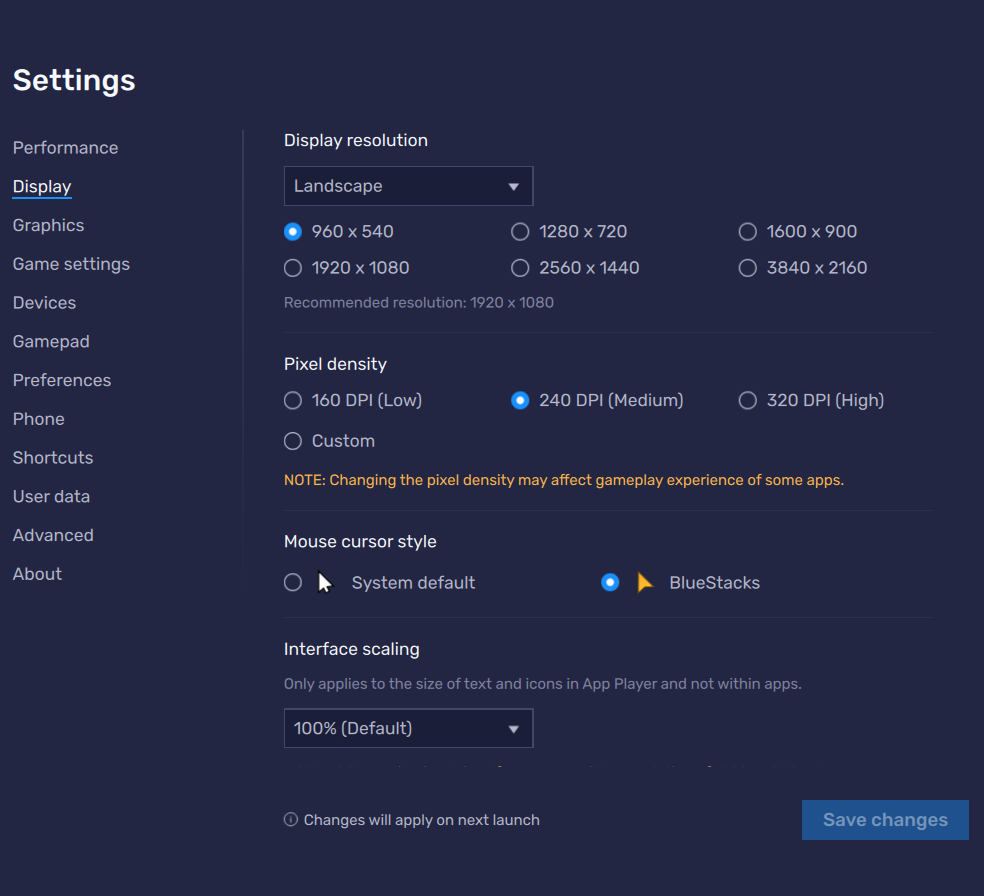 Settings
Performance
Display
Graphics
Game settings
Devices
Gamepad
Preferences
Phone
Shortcuts
User data
Advanced
About
Display resolution
Landscape
960 x 540
1280 x 720
1600 x 900
1920 x 1080
2560 x 1440
3840 x 2160
Recommended resolution: 1920 x 1080
Pixel density
160 DPI (Low)
240 DPI (Medium)
320 DPI (High)
Custom
NOTE: Changing the pixel density may affect gameplay experience of some apps.
Mouse cursor style
System default
BlueStacks
Interface scaling
Only applies to the size of text and icons in App Player and not within apps.
100% (Default)
Changes will apply on next launch
Save changes